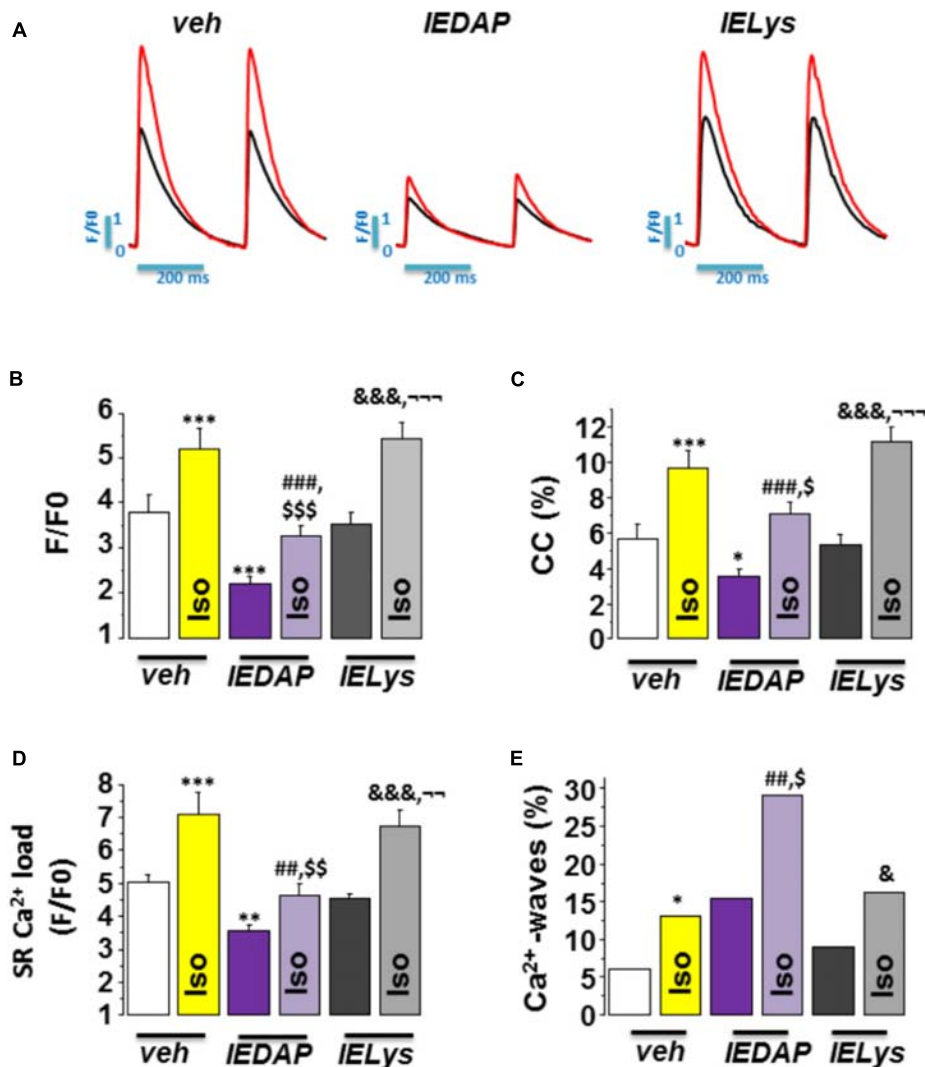 A
veh
IEDAP
IELys
F/F0
1
0
200 ms
F/F0
1
0
200 ms
F/F0
1
0
200 ms
B
F/F0
6
5
4
3
2
1
***
***
###,
$$$
&&&,¬¬¬
Iso
Iso
Iso
veh
IEDAP
IELys
C
CC (%)
12
10
8
6
4
2
0
***
*
###,$
&&&,¬¬¬
Iso
Iso
Iso
veh
IEDAP
IELys
D
SR Ca²⁺ load
(F/F0)
8
7
6
5
4
3
2
1
***
**
##,$$
&&&,¬¬
Iso
Iso
Iso
veh
IEDAP
IELys
E
Ca²⁺-waves (%)
30
25
20
15
10
5
0
*
##,$
&
Iso
Iso
Iso
veh
IEDAP
IELys